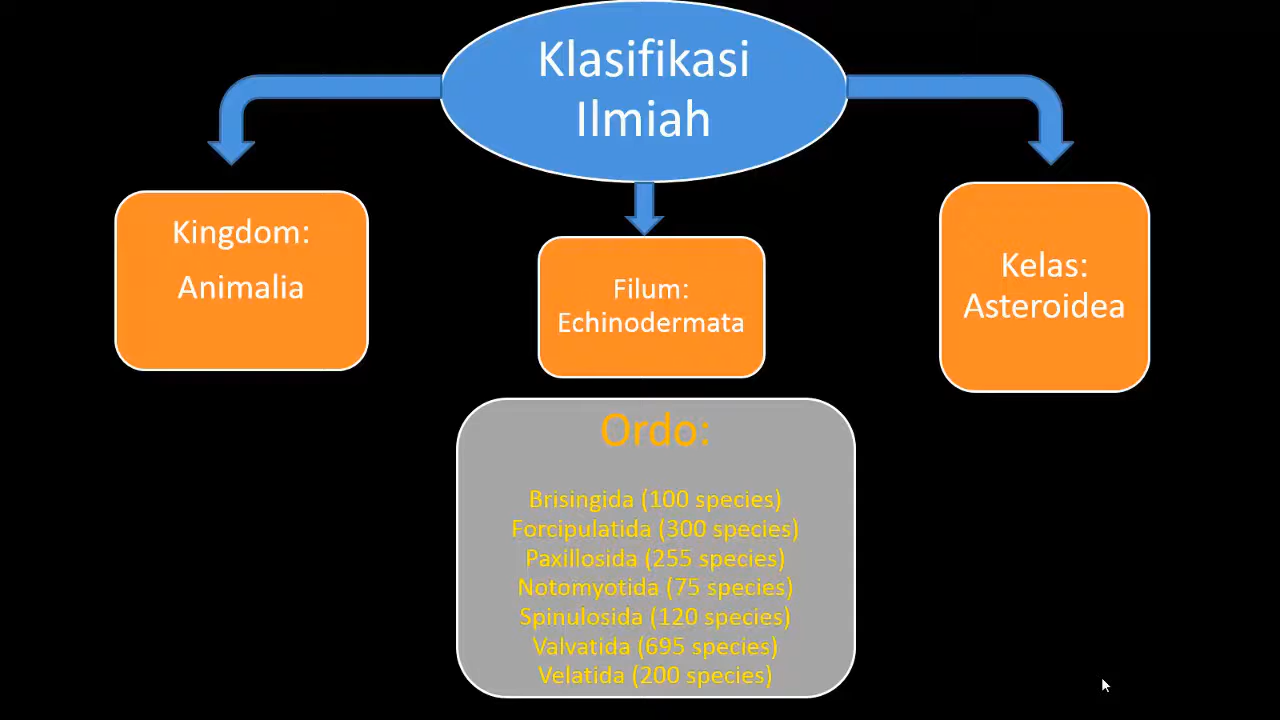 Klasifikasi
Ilmiah
Kingdom:
Animalia
Filum:
Echinodermata
Kelas:
Asteroidea
Ordo:
Brisingida (100 species)
Forcipulatida (300 species)
Paxillosida (255 species)
Notomyotida (75 species)
Spinulosida (120 species)
Valvatida (695 species)
Velatida (200 species)